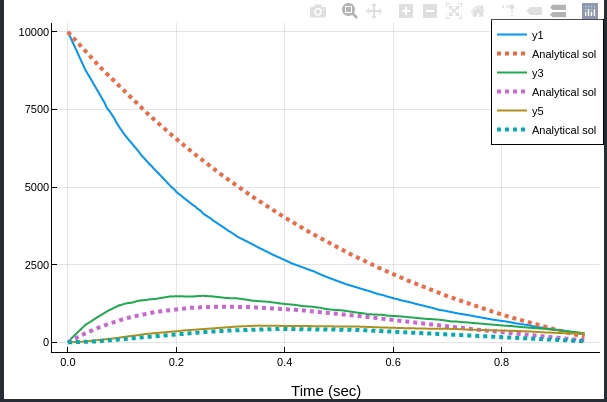 10000
7500
5000
2500
0
y1
Analytical sol
y3
Analytical sol
y5
Analytical sol
0.0
0.2
0.4
0.6
0.8
Time (sec)